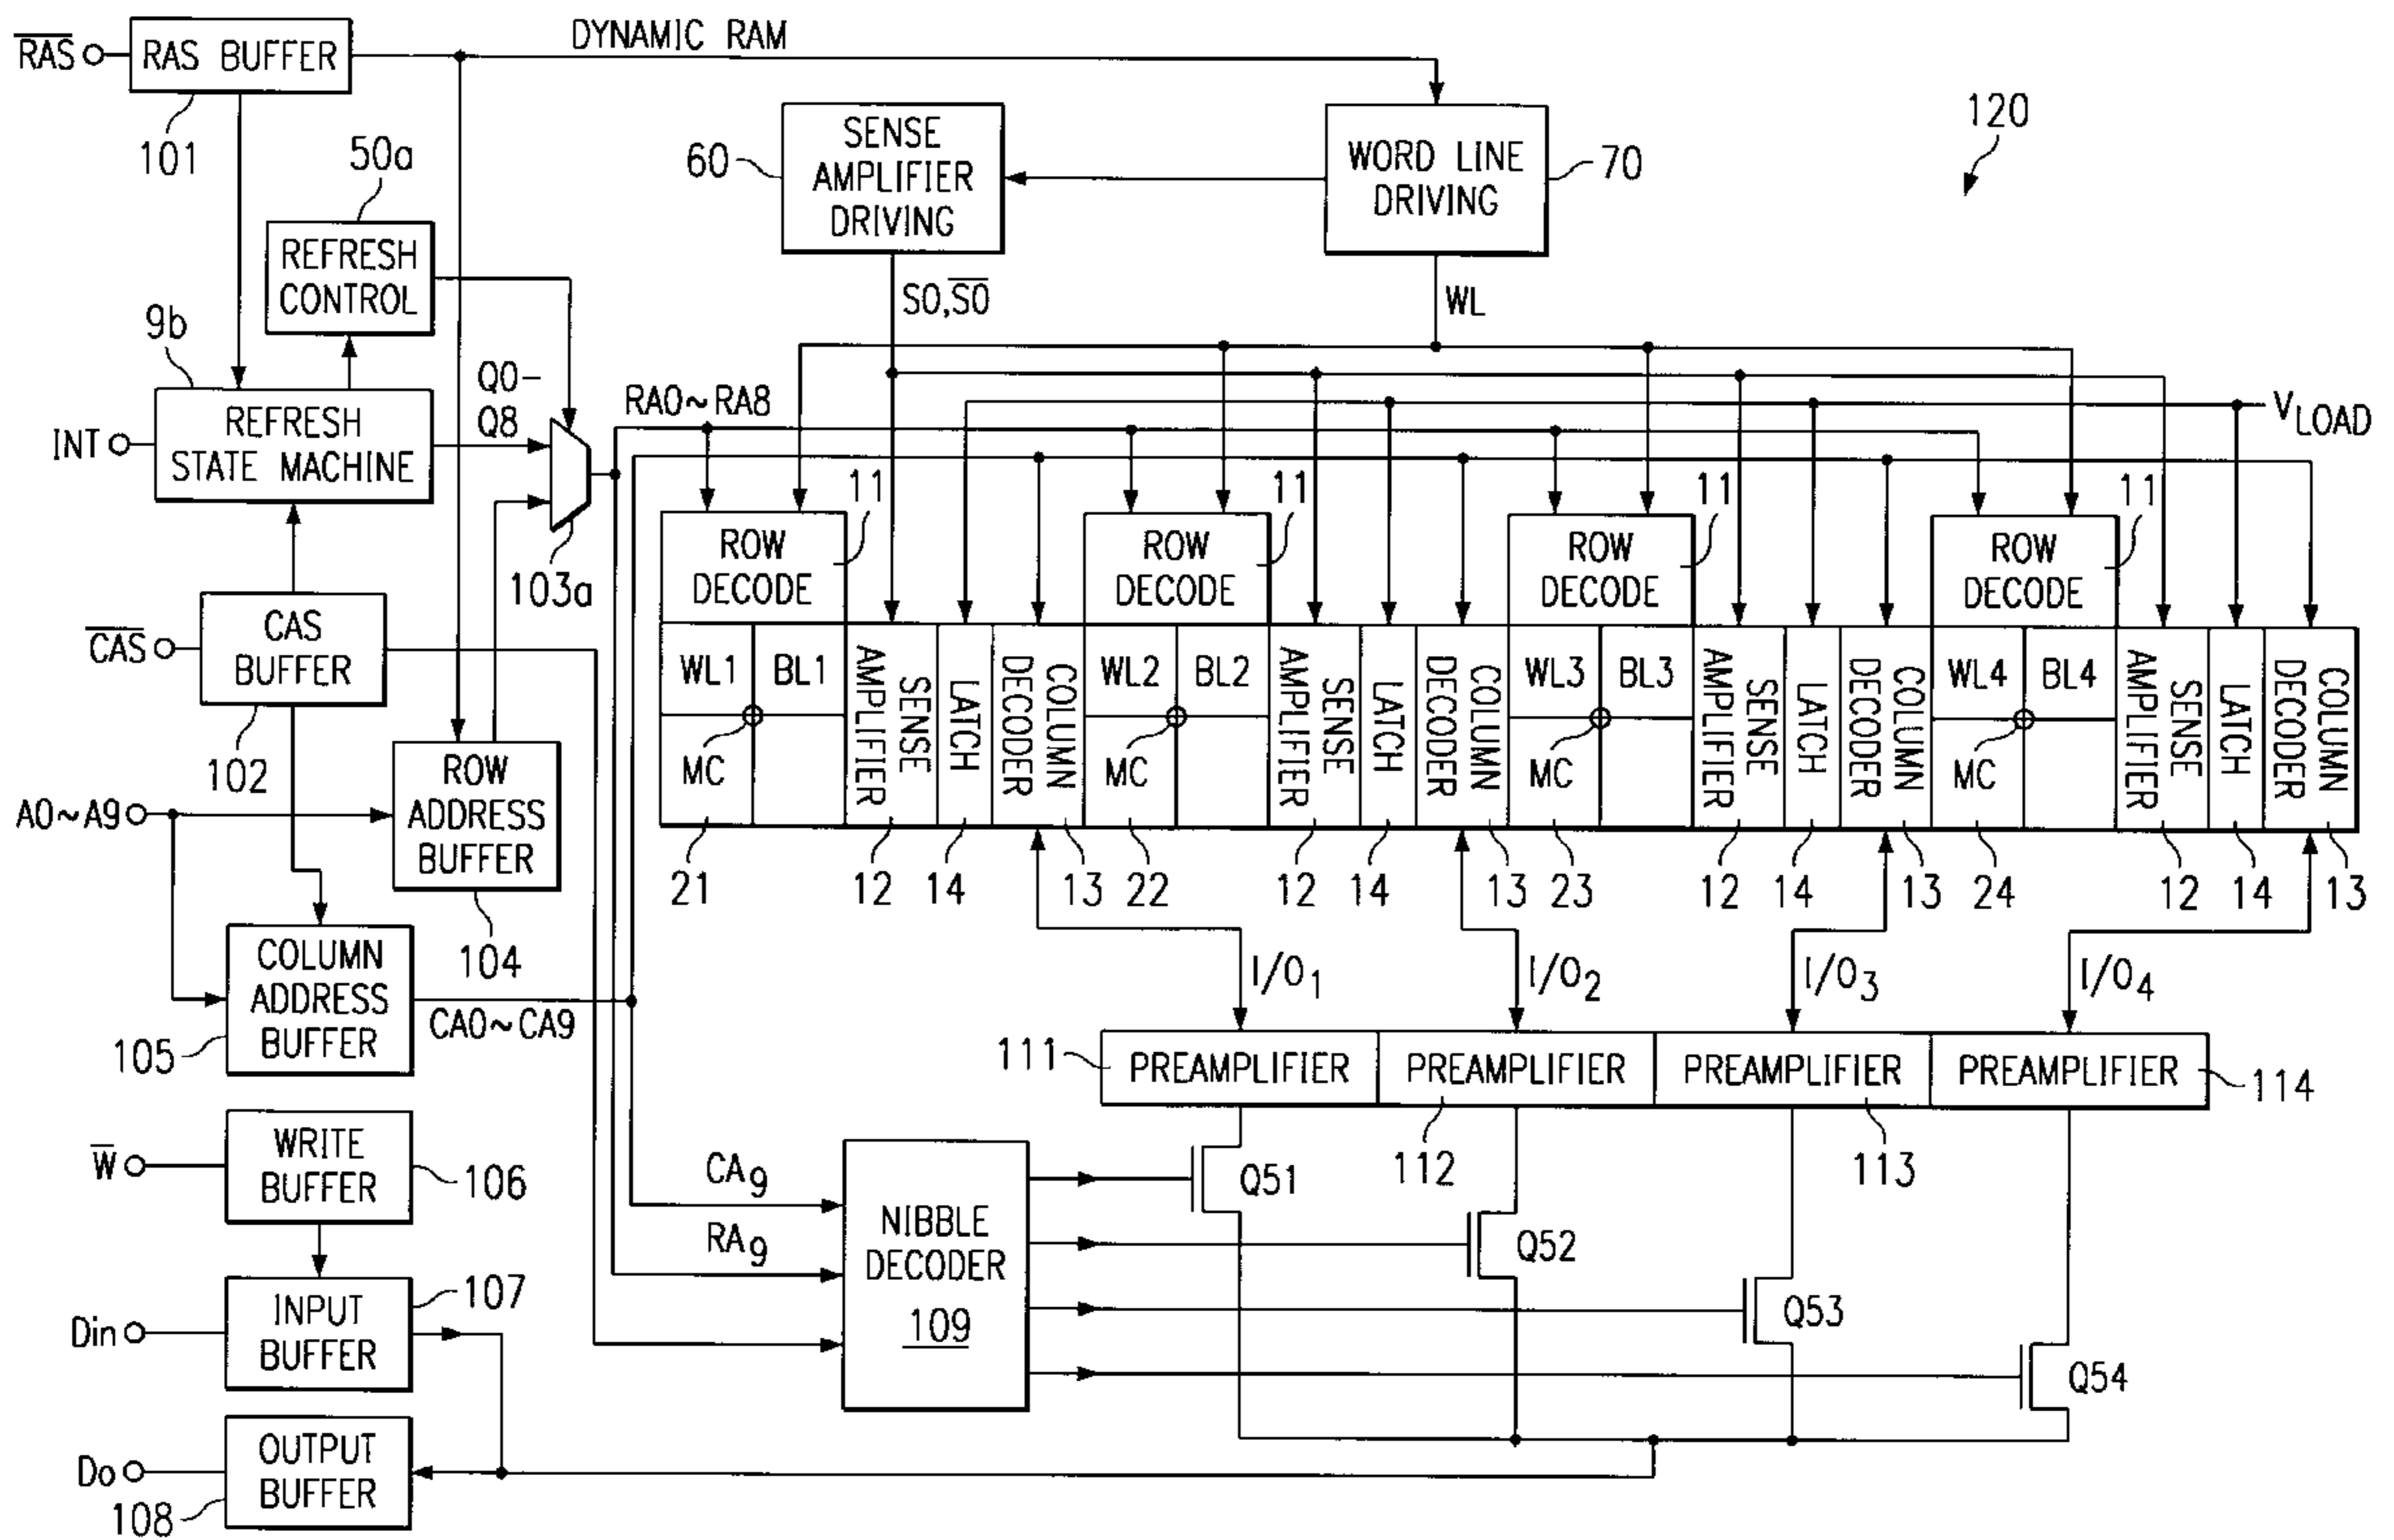 RAS
RAS BUFFER
101
DYNAMIC RAM
SENSE
AMPLIFIER
DRIVING
60
WORD LINE
DRIVING
70
120
50a
REFRESH
CONTROL
S0,S0
WL
9b
REFRESH
STATE MACHINE
INT
Q0-
Q8
103a
RA0~RA8
VLOAD
CAS
CAS
BUFFER
102
A0~A9
ROW
ADDRESS
BUFFER
104
COLUMN
ADDRESS
BUFFER
105
CA0~CA9
11
ROW
DECODE
11
ROW
DECODE
11
ROW
DECODE
11
ROW
DECODE
WL1
BL1
MC
SENSE
AMPLIFIER
LATCH
COLUMN
DECODER
WL2
BL2
MC
SENSE
AMPLIFIER
LATCH
COLUMN
DECODER
WL3
BL3
MC
SENSE
AMPLIFIER
LATCH
COLUMN
DECODER
WL4
BL4
MC
SENSE
AMPLIFIER
LATCH
COLUMN
DECODER
21
12
14
13
22
12
14
13
23
12
14
13
24
12
14
13
I/O1
I/O2
I/O3
I/O4
111
PREAMPLIFIER
PREAMPLIFIER
PREAMPLIFIER
PREAMPLIFIER
114
112
113
W
WRITE
BUFFER
106
Din
INPUT
BUFFER
107
Do
OUTPUT
BUFFER
108
CA9
RA9
NIBBLE
DECODER
109
Q51
Q52
Q53
Q54